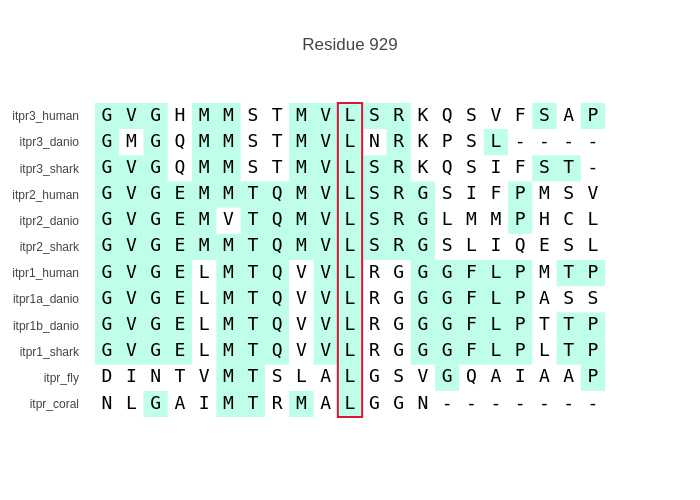 Residue 929
itpr3_human G V G H M M S T M V L S R K Q S V F S A P
itpr3_danio G M G Q M M S T M V L N R K P S L - - - -
itpr3_shark G V G Q M M S T M V L S R K Q S I F S T -
itpr2_human G V G E M M T Q M V L S R G S I F P M S V
itpr2_danio G V G E M V T Q M V L S R G L M M P H C L
itpr2_shark G V G E M M T Q M V L S R G S L I Q E S L
itpr1_human G V G E L M T Q V V L R G G G F L P M T P
itpr1a_danio G V G E L M T Q V V L R G G G F L P A S S
itpr1b_danio G V G E L M T Q V V L R G G G F L P T T P
itpr1_shark G V G E L M T Q V V L R G G G F L P L T P
itpr_fly D I N T V M T S L A L G S V G Q A I A A P
itpr_coral N L G A I M T R M A L G G N - - - - - - -